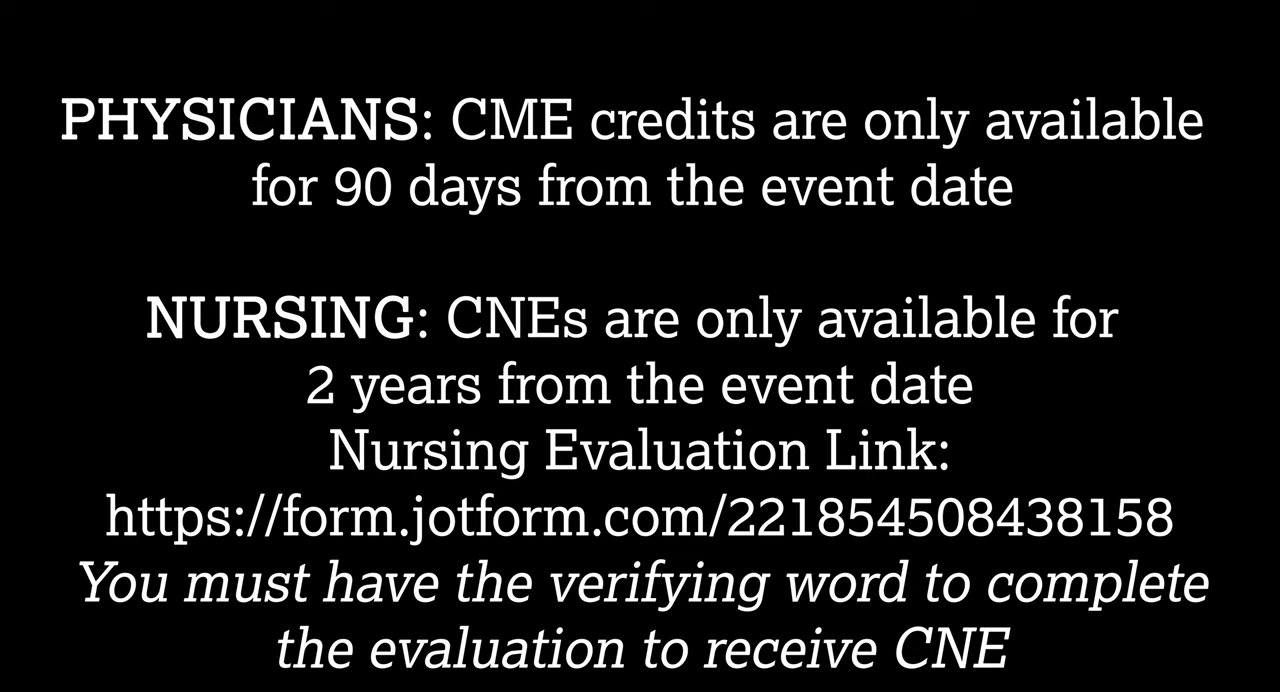 PHYSICIANS: CME credits are only available
for 90 days from the event date
NURSING: CNEs are only available for
2 years from the event date
Nursing Evaluation Link:
https://form.jotform.com/221854508438158
You must have the verifying word to complete
the evaluation to receive CNE